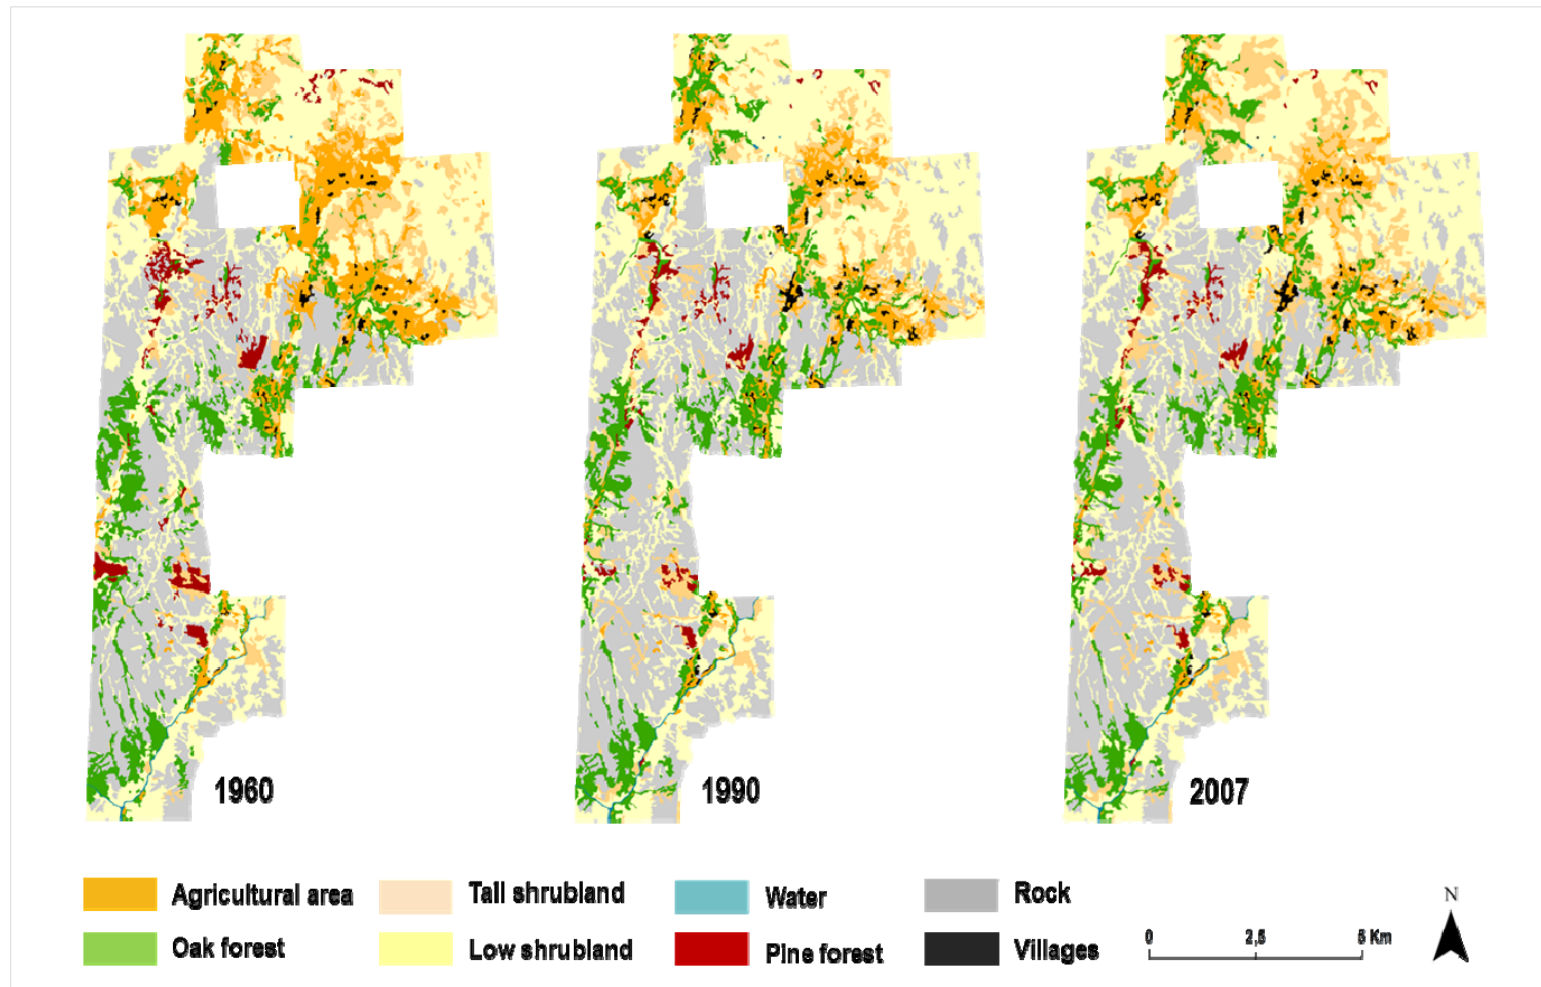 1960
1990
2007
Agricultural area
Tall shrubland
Water
Rock
N
Oak forest
Low shrubland
Pine forest
Villages
0 2,5 5 Km